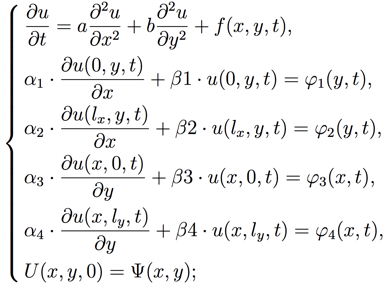 ∂u/∂t = a ∂²u/∂x² + b ∂²u/∂y² + f(x, y, t),
α₁ · ∂u(0, y, t)/∂x + β1 · u(0, y, t) = φ₁(y, t),
α₂ · ∂u(lₓ, y, t)/∂x + β2 · u(lₓ, y, t) = φ₂(y, t),
α₃ · ∂u(x, 0, t)/∂y + β3 · u(x, 0, t) = φ₃(x, t),
α₄ · ∂u(x, l_y, t)/∂y + β4 · u(x, l_y, t) = φ₄(x, t),
U(x, y, 0) = Ψ(x, y);